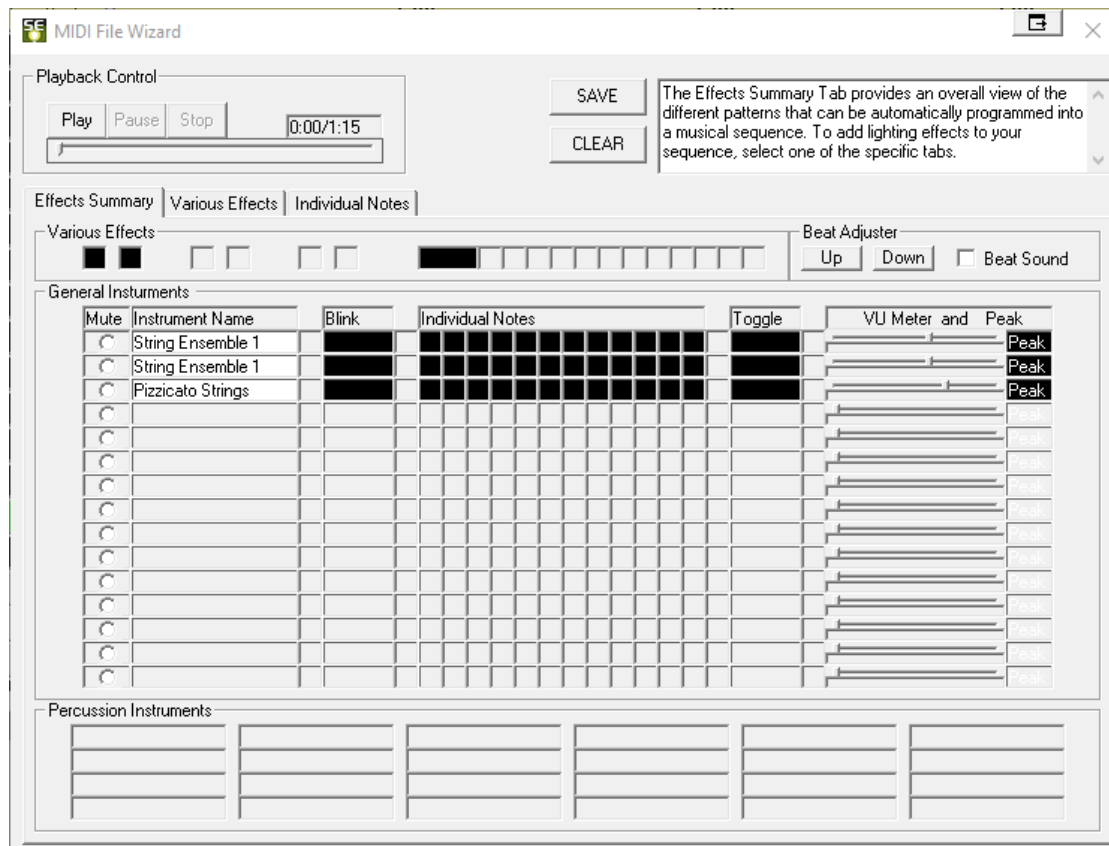 SE MIDI File Wizard
Playback Control
Play Pause Stop 0:00/1:15
SAVE
CLEAR
The Effects Summary Tab provides an overall view of the
different patterns that can be automatically programmed into
a musical sequence. To add lighting effects to your
sequence, select one of the specific tabs.
Effects Summary Various Effects Individual Notes
Various Effects
Beat Adjuster
Up Down Beat Sound
General Insturments
Mute Instrument Name Blink Individual Notes Toggle VU Meter and Peak
String Ensemble 1 Peak
String Ensemble 1 Peak
Pizzicato Strings Peak
Peak
Peak
Peak
Peak
Peak
Peak
Peak
Peak
Peak
Peak
Peak
Peak
Percussion Instruments